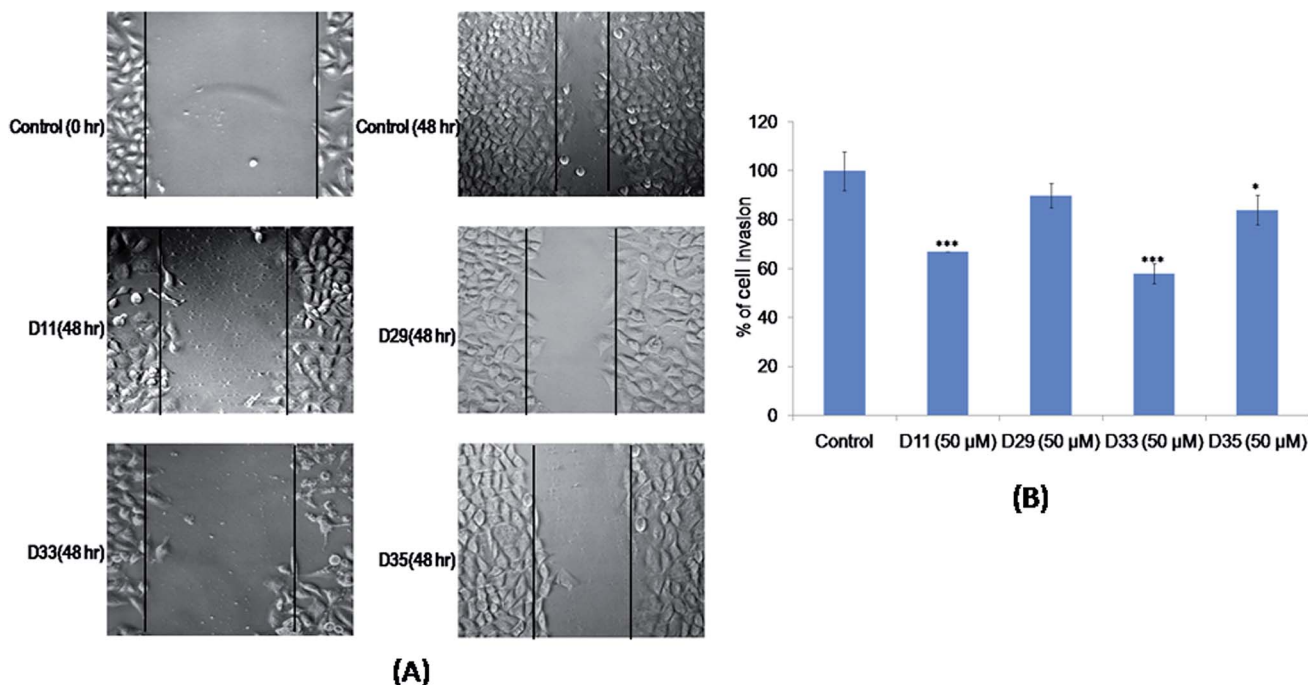 Control (0 hr)
Control (48 hr)
D11(48 hr)
D29(48 hr)
D33(48 hr)
D35(48 hr)
(A)
% of cell invasion
120
100
80
60
40
20
0
***
***
*
Control
D11 (50 µM)
D29 (50 µM)
D33 (50 µM)
D35 (50 µM)
(B)